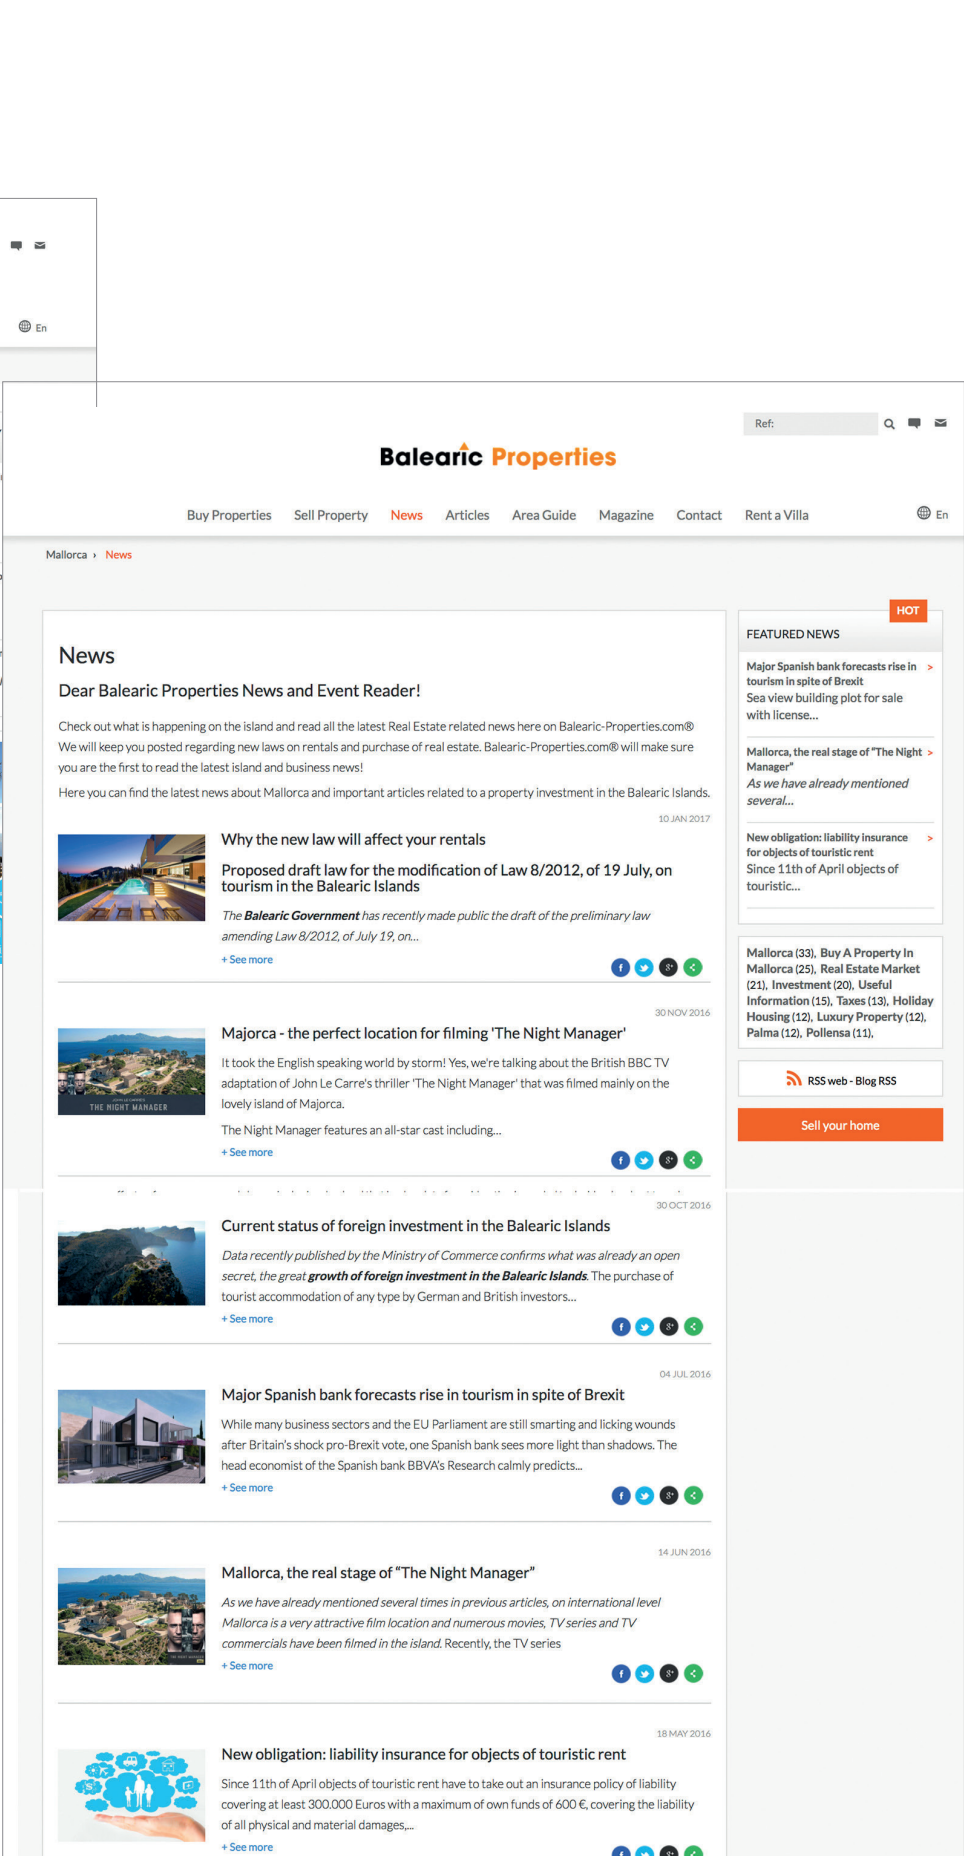 En
Ref:
Balearic Properties
Buy Properties Sell Property News Articles Area Guide Magazine Contact Rent a Villa
En
Mallorca › News
News
Dear Balearic Properties News and Event Reader!
Check out what is happening on the island and read all the latest Real Estate related news here on Balearic-Properties.com®
We will keep you posted regarding new laws on rentals and purchase of real estate. Balearic-Properties.com® will make sure
you are the first to read the latest island and business news!
Here you can find the latest news about Mallorca and important articles related to a property investment in the Balearic Islands.
10 JAN 2017
Why the new law will affect your rentals
Proposed draft law for the modification of Law 8/2012, of 19 July, on
tourism in the Balearic Islands
The Balearic Government has recently made public the draft of the preliminary law
amending Law 8/2012, of July 19, on...
+ See more
30 NOV 2016
Majorca - the perfect location for filming 'The Night Manager'
It took the English speaking world by storm! Yes, we're talking about the British BBC TV
adaptation of John Le Carre's thriller 'The Night Manager' that was filmed mainly on the
lovely island of Majorca.
The Night Manager features an all-star cast including...
+ See more
JOHN LE CARRÉ'S
THE NIGHT MANAGER
30 OCT 2016
Current status of foreign investment in the Balearic Islands
Data recently published by the Ministry of Commerce confirms what was already an open
secret, the great growth of foreign investment in the Balearic Islands. The purchase of
tourist accommodation of any type by German and British investors...
+ See more
04 JUL 2016
Major Spanish bank forecasts rise in tourism in spite of Brexit
While many business sectors and the EU Parliament are still smarting and licking wounds
after Britain's shock pro-Brexit vote, one Spanish bank sees more light than shadows. The
head economist of the Spanish bank BBVA's Research calmly predicts...
+ See more
14 JUN 2016
Mallorca, the real stage of “The Night Manager”
As we have already mentioned several times in previous articles, on international level
Mallorca is a very attractive film location and numerous movies, TV series and TV
commercials have been filmed in the island. Recently, the TV series
+ See more
THE NIGHT MANAGER
18 MAY 2016
New obligation: liability insurance for objects of touristic rent
Since 11th of April objects of touristic rent have to take out an insurance policy of liability
covering at least 300.000 Euros with a maximum of own funds of 600 €, covering the liability
of all physical and material damages,...
+ See more
HOT
FEATURED NEWS
Major Spanish bank forecasts rise in >
tourism in spite of Brexit
Sea view building plot for sale
with license...
Mallorca, the real stage of “The Night >
Manager”
As we have already mentioned
several...
New obligation: liability insurance >
for objects of touristic rent
Since 11th of April objects of
touristic...
Mallorca (33), Buy A Property In
Mallorca (25), Real Estate Market
(21), Investment (20), Useful
Information (15), Taxes (13), Holiday
Housing (12), Luxury Property (12),
Palma (12), Pollensa (11),
RSS web - Blog RSS
Sell your home